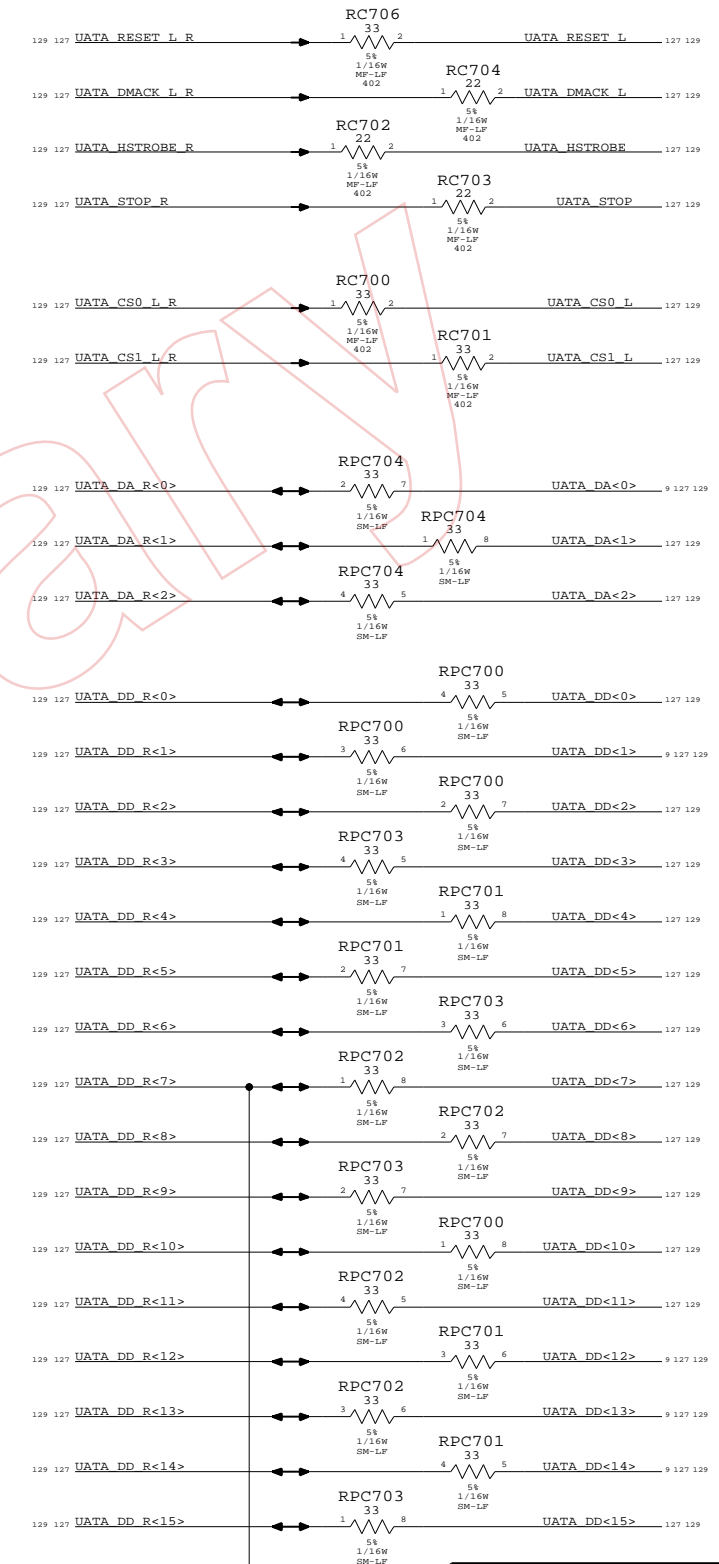 RC706
33
129 127 UATA_RESET_L_R 1 2 UATA_RESET_L 127 129
5%
1/16W
MF-LF
402
RC704
22
129 127 UATA_DMACK_L_R 1 2 UATA_DMACK_L 127 129
5%
1/16W
MF-LF
402
RC702
22
129 127 UATA_HSTROBE_R 1 2 UATA_HSTROBE 127 129
5%
1/16W
MF-LF
402
RC703
22
129 127 UATA_STOP_R 1 2 UATA_STOP 127 129
5%
1/16W
MF-LF
402
RC700
33
129 127 UATA_CS0_L_R 1 2 UATA_CS0_L 127 129
5%
1/16W
MF-LF
402
RC701
33
129 127 UATA_CS1_L_R 1 2 UATA_CS1_L 127 129
5%
1/16W
MF-LF
402
RPC704
33
129 127 UATA_DA_R<0> 2 7 UATA_DA<0> 9 127 129
5%
1/16W
SM-LF
RPC704
33
129 127 UATA_DA_R<1> 1 8 UATA_DA<1> 127 129
5%
1/16W
SM-LF
RPC704
33
129 127 UATA_DA_R<2> 4 5 UATA_DA<2> 127 129
5%
1/16W
SM-LF
RPC700
33
129 127 UATA_DD_R<0> 4 5 UATA_DD<0> 127 129
5%
1/16W
SM-LF
RPC700
33
129 127 UATA_DD_R<1> 3 6 UATA_DD<1> 9 127 129
5%
1/16W
SM-LF
RPC700
33
129 127 UATA_DD_R<2> 2 7 UATA_DD<2> 127 129
5%
1/16W
SM-LF
RPC703
33
129 127 UATA_DD_R<3> 4 5 UATA_DD<3> 127 129
5%
1/16W
SM-LF
RPC701
33
129 127 UATA_DD_R<4> 1 8 UATA_DD<4> 127 129
5%
1/16W
SM-LF
RPC701
33
129 127 UATA_DD_R<5> 2 7 UATA_DD<5> 127 129
5%
1/16W
SM-LF
RPC703
33
129 127 UATA_DD_R<6> 3 6 UATA_DD<6> 127 129
5%
1/16W
SM-LF
RPC702
33
129 127 UATA_DD_R<7> 1 8 UATA_DD<7> 127 129
5%
1/16W
SM-LF
RPC702
33
129 127 UATA_DD_R<8> 2 7 UATA_DD<8> 127 129
5%
1/16W
SM-LF
RPC703
33
129 127 UATA_DD_R<9> 2 7 UATA_DD<9> 127 129
5%
1/16W
SM-LF
RPC700
33
129 127 UATA_DD_R<10> 1 8 UATA_DD<10> 127 129
5%
1/16W
SM-LF
RPC702
33
129 127 UATA_DD_R<11> 4 5 UATA_DD<11> 127 129
5%
1/16W
SM-LF
RPC701
33
129 127 UATA_DD_R<12> 3 6 UATA_DD<12> 9 127 129
5%
1/16W
SM-LF
RPC702
33
129 127 UATA_DD_R<13> 3 6 UATA_DD<13> 9 127 129
5%
1/16W
SM-LF
RPC701
33
129 127 UATA_DD_R<14> 4 5 UATA_DD<14> 9 127 129
5%
1/16W
SM-LF
RPC703
33
129 127 UATA_DD_R<15> 1 8 UATA_DD<15> 127 129
5%
1/16W
SM-LF
ary